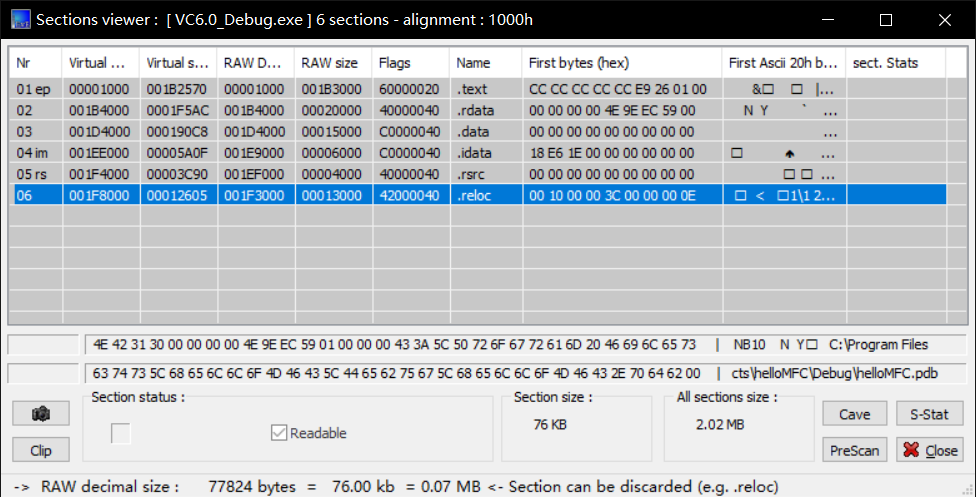 Sections viewer : [ VC6.0_Debug.exe ] 6 sections - alignment : 1000h
Nr Virtual ... Virtual s... RAW D... RAW size Flags Name First bytes (hex) First Ascii 20h b... sect. Stats
01 ep 00001000 001B2570 00001000 001B3000 60000020 .text CC CC CC CC CC E9 26 01 00 &□ □ |...
02 001B4000 0001F5AC 001B4000 00020000 40000040 .rdata 00 00 00 00 4E 9E EC 59 00 N Y ` ...
03 001D4000 000190C8 001D4000 00015000 C0000040 .data 00 00 00 00 00 00 00 00 00 ...
04 im 001EE000 00005A0F 001E9000 00006000 C0000040 .idata 18 E6 1E 00 00 00 00 00 00 □ ♠ ...
05 rs 001F4000 00003C90 001EF000 00004000 40000040 .rsrc 00 00 00 00 00 00 00 00 00 □ □ ...
06 001F8000 00012605 001F3000 00013000 42000040 .reloc 00 10 00 00 3C 00 00 00 0E □ < □1\1 2...
4E 42 31 30 00 00 00 00 4E 9E EC 59 01 00 00 00 43 3A 5C 50 72 6F 67 72 61 6D 20 46 69 6C 65 73 | NB10 N Y□ C:\Program Files
63 74 73 5C 68 65 6C 6C 6F 4D 46 43 5C 44 65 62 75 67 5C 68 65 6C 6C 6F 4D 46 43 2E 70 64 62 00 | cts\helloMFC\Debug\helloMFC.pdb
Section status : Section size : All sections size : Cave S-Stat
Readable 76 KB 2.02 MB
Clip PreScan Close
-> RAW decimal size : 77824 bytes = 76.00 kb = 0.07 MB <- Section can be discarded (e.g. .reloc)